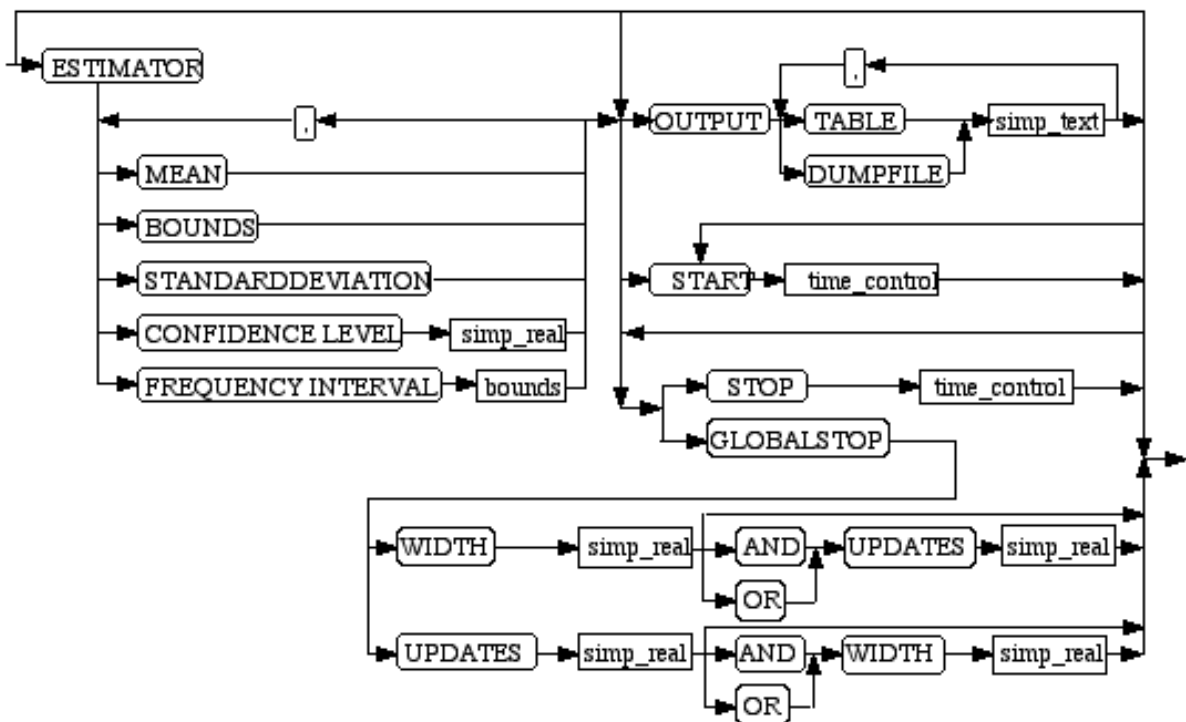 ESTIMATOR
,
,
OUTPUT TABLE simp_text
MEAN
DUMPFILE
BOUNDS
STANDARDDEVIATION
START time_control
CONFIDENCE LEVEL simp_real
FREQUENCY INTERVAL bounds
STOP time_control
GLOBALSTOP
WIDTH simp_real AND UPDATES simp_real
OR
UPDATES simp_real AND WIDTH simp_real
OR